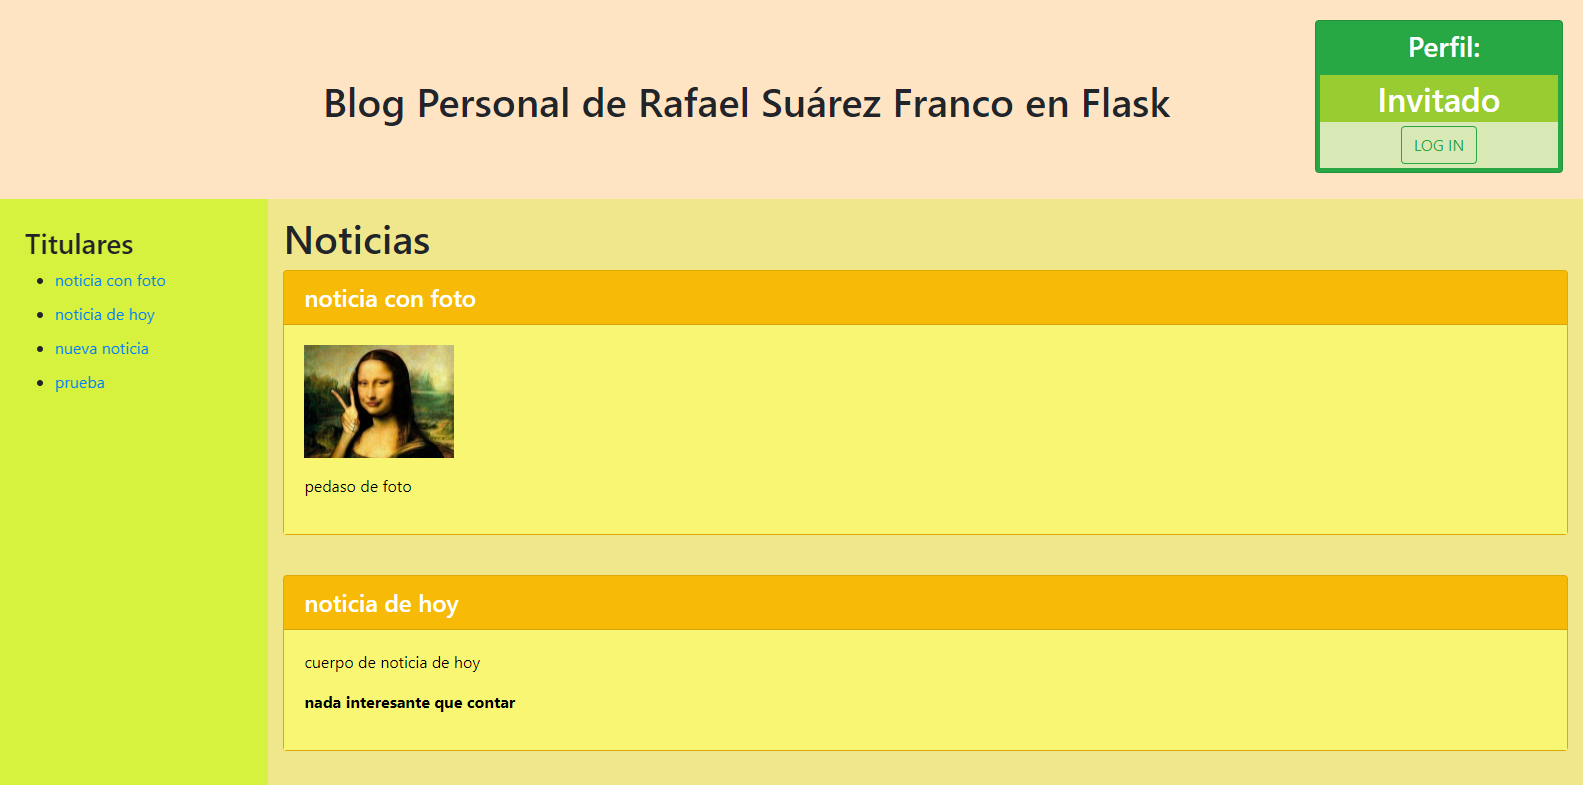 Blog Personal de Rafael Suárez Franco en Flask
Perfil:
Invitado
LOG IN
Titulares
noticia con foto
noticia de hoy
nueva noticia
prueba
Noticias
noticia con foto
pedaso de foto
noticia de hoy
cuerpo de noticia de hoy
nada interesante que contar